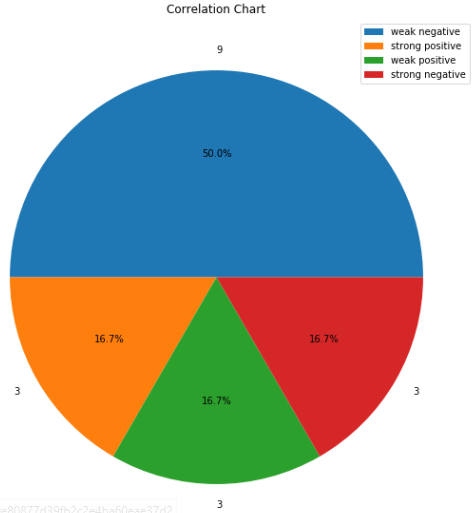 Correlation Chart
weak negative
strong positive
weak positive
strong negative
9
50.0%
16.7%
16.7%
16.7%
3
3
3